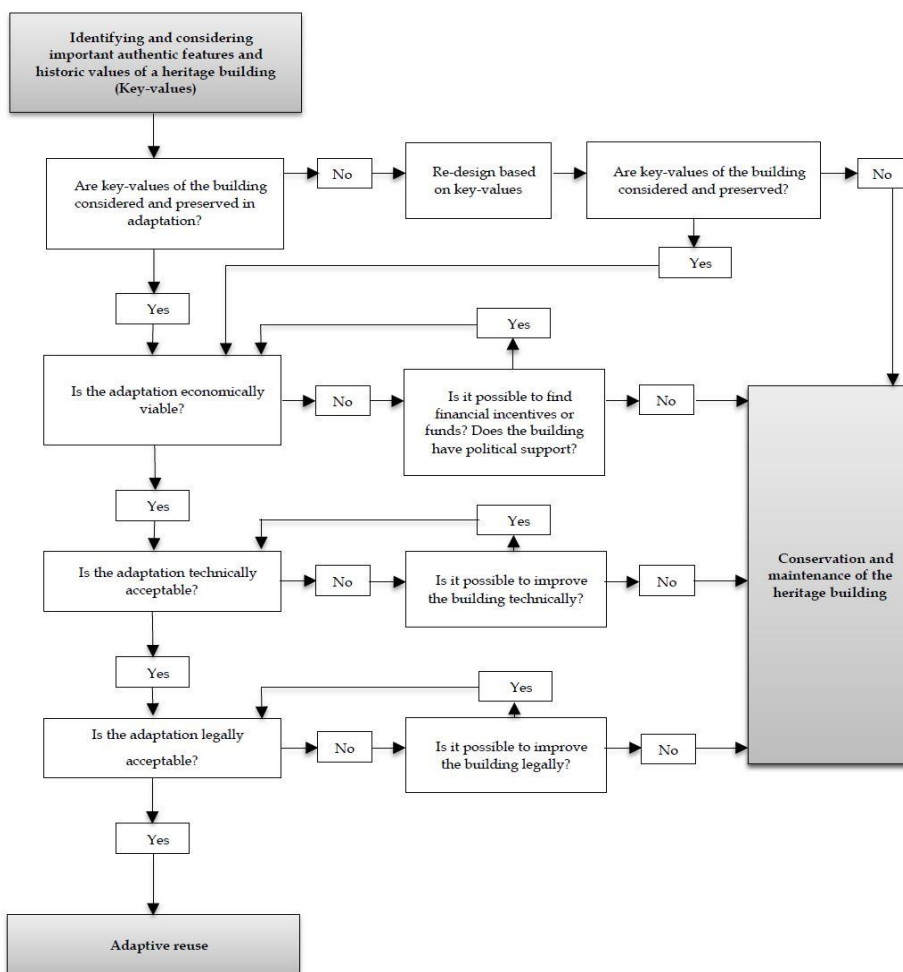 Identifying and considering
important authentic features and
historic values of a heritage building
(Key-values)
Are key-values of the building
considered and preserved in
adaptation?
No
Re-design based
on key-values
Are key-values of the building
considered and preserved?
No
Yes
Yes
Yes
Is the adaptation economically
viable?
No
Is it possible to find
financial incentives or
funds? Does the building
have political support?
No
Yes
Yes
Is the adaptation technically
acceptable?
No
Is it possible to improve
the building technically?
No
Conservation and
maintenance of the
heritage building
Yes
Yes
Is the adaptation legally
acceptable?
No
Is it possible to improve
the building legally?
No
Yes
Adaptive reuse